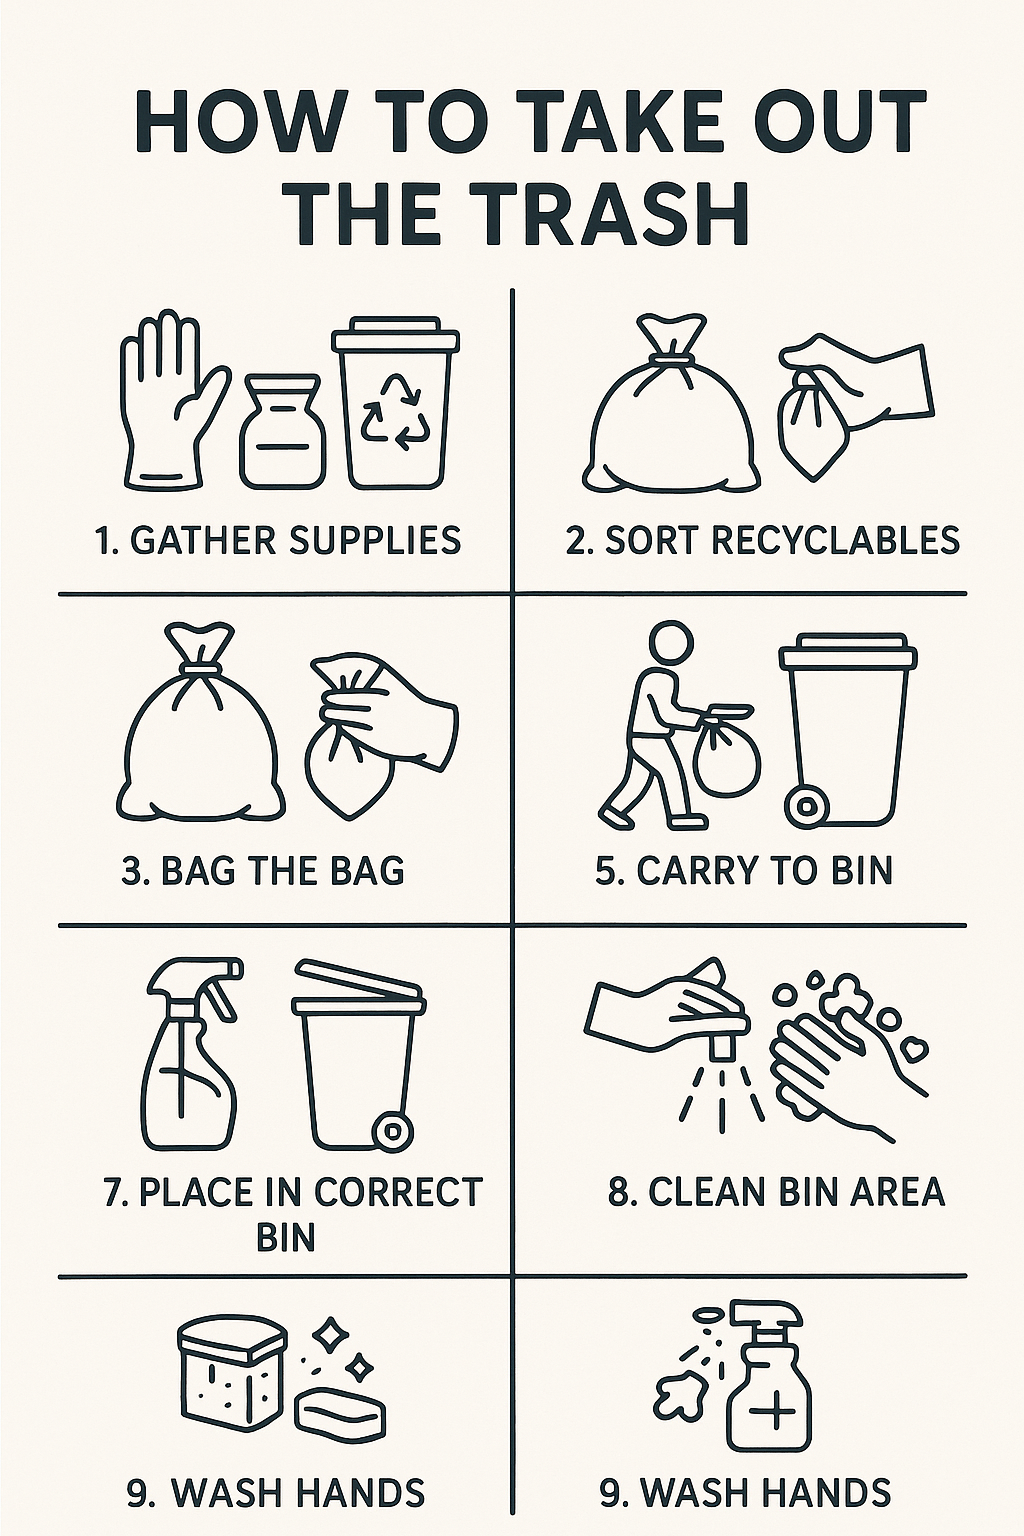 HOW TO TAKE OUT
THE TRASH
1. GATHER SUPPLIES
2. SORT RECYCLABLES
3. BAG THE BAG
5. CARRY TO BIN
7. PLACE IN CORRECT
BIN
8. CLEAN BIN AREA
9. WASH HANDS
9. WASH HANDS